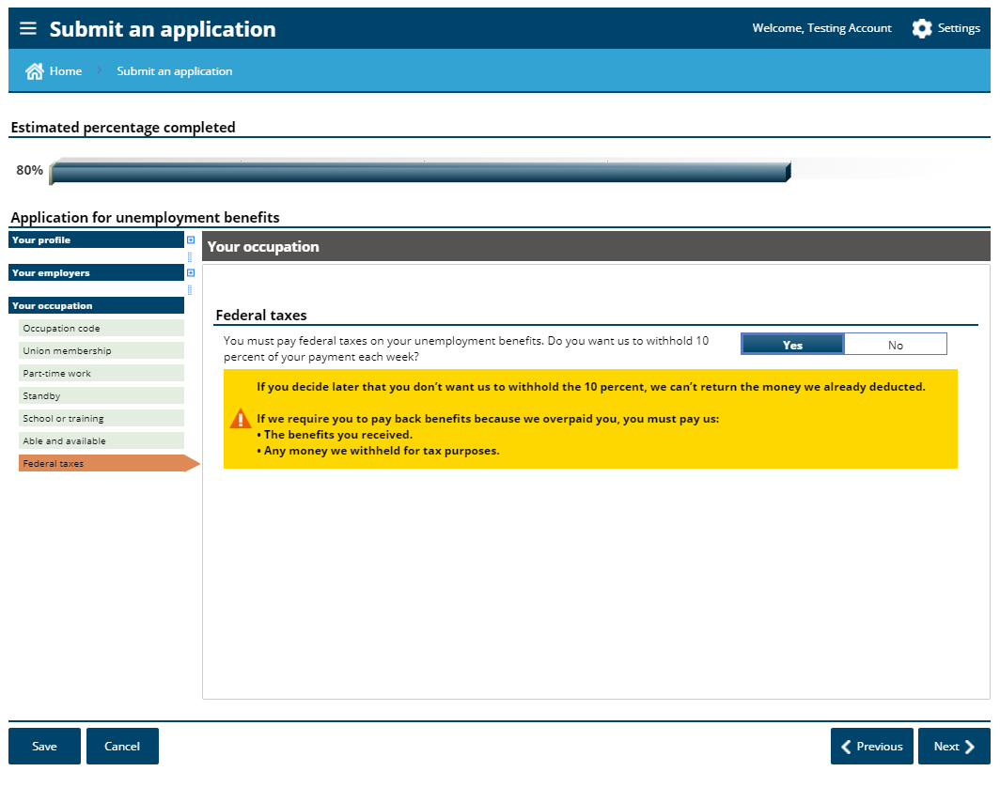 Submit an application
Welcome, Testing Account
Settings
Home
Submit an application
Estimated percentage completed
80%
Application for unemployment benefits
Your profile
Your employers
Your occupation
Occupation code
Union membership
Part-time work
Standby
School or training
Able and available
Federal taxes
Your occupation
Federal taxes
You must pay federal taxes on your unemployment benefits. Do you want us to withhold 10
percent of your payment each week?
Yes
No
If you decide later that you don’t want us to withhold the 10 percent, we can’t return the money we already deducted.
If we require you to pay back benefits because we overpaid you, you must pay us:
• The benefits you received.
• Any money we withheld for tax purposes.
Save
Cancel
Previous
Next